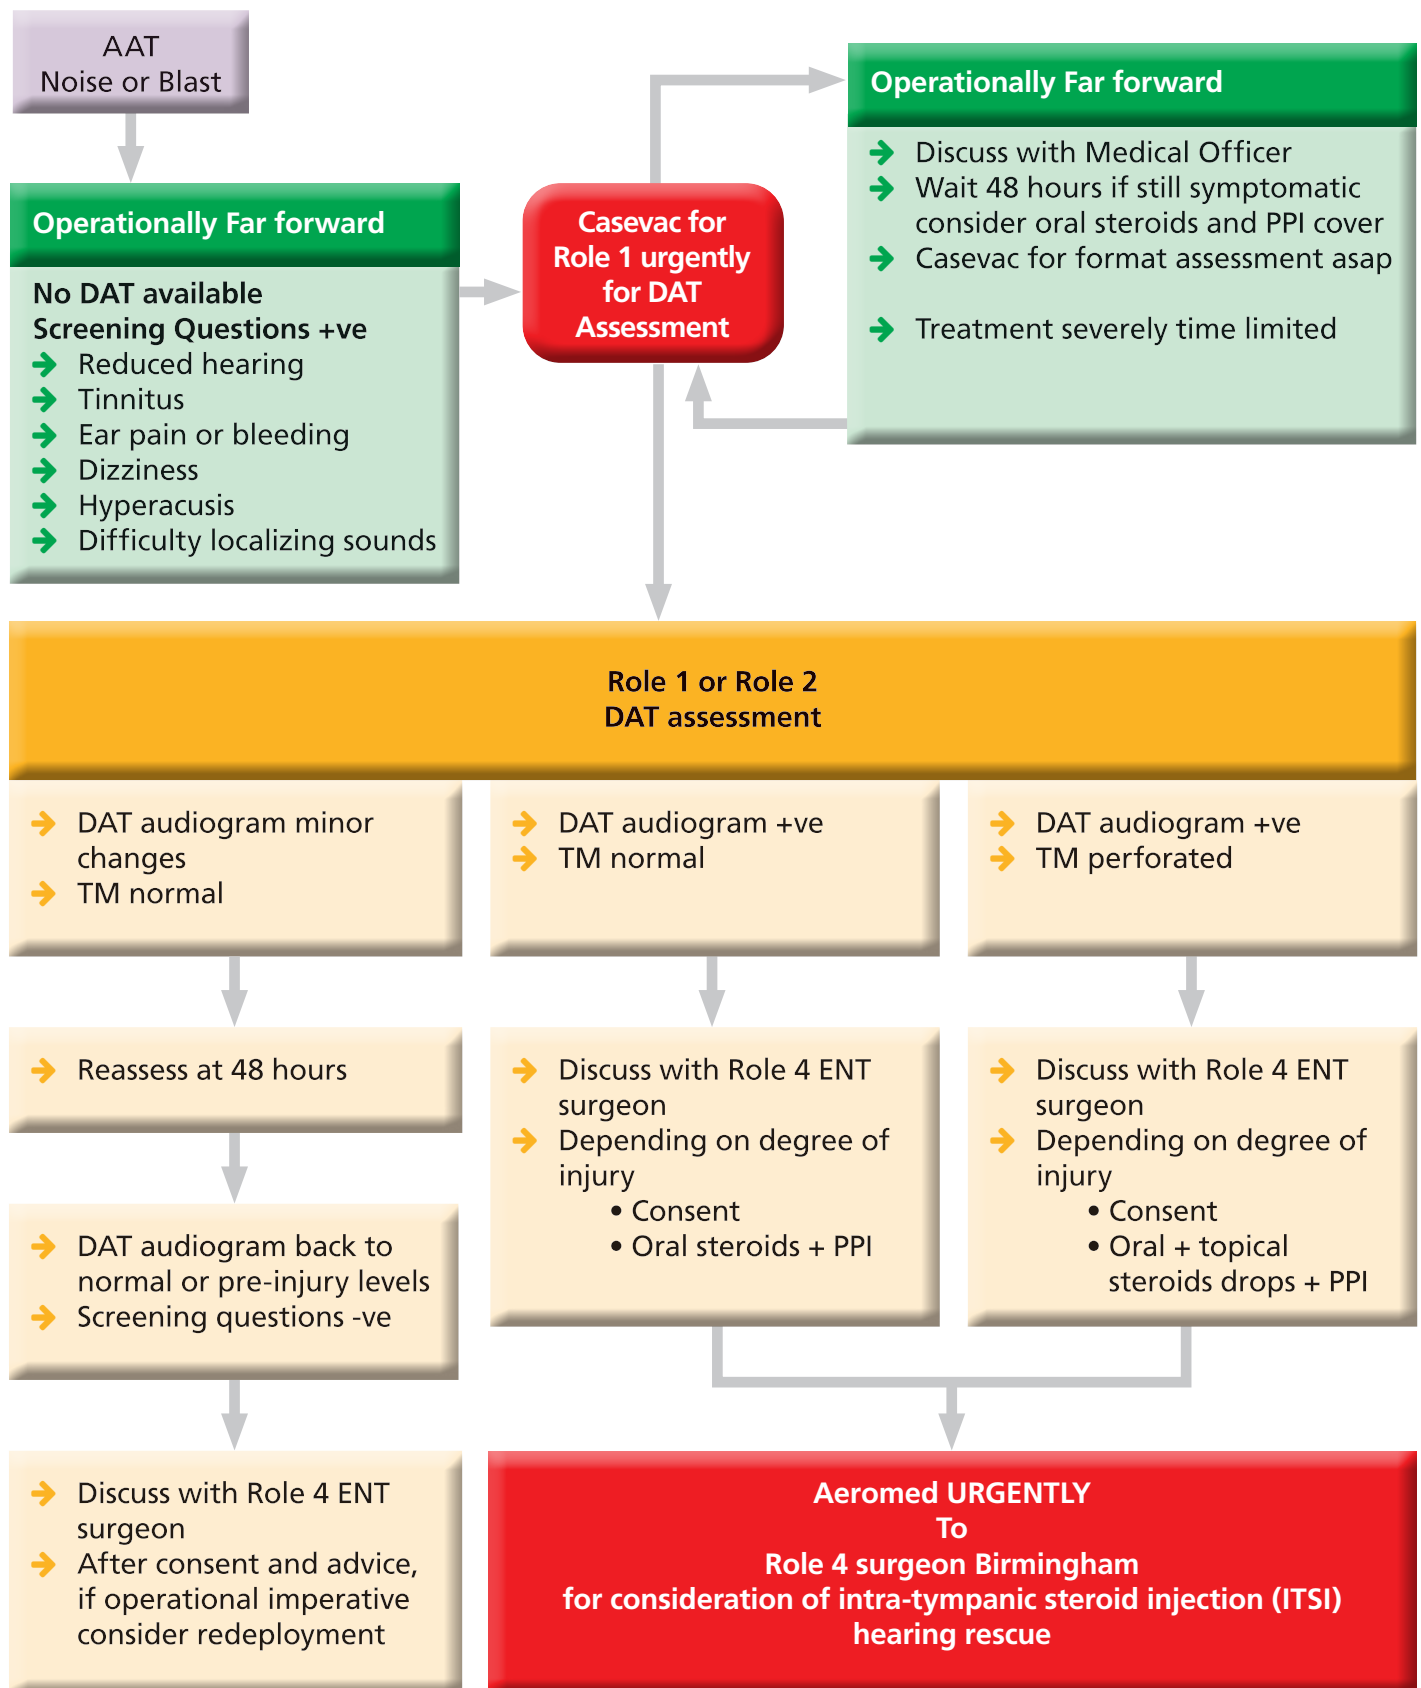 AAT
Noise or Blast
Operationally Far forward
No DAT available
Screening Questions +ve
Reduced hearing
Tinnitus
Ear pain or bleeding
Dizziness
Hyperacusis
Difficulty localizing sounds
Casevac for
Role 1 urgently
for DAT
Assessment
Operationally Far forward
Discuss with Medical Officer
Wait 48 hours if still symptomatic
consider oral steroids and PPI cover
Casevac for format assessment asap
Treatment severely time limited
Role 1 or Role 2
DAT assessment
DAT audiogram minor
changes
TM normal
Reassess at 48 hours
DAT audiogram back to
normal or pre-injury levels
Screening questions -ve
Discuss with Role 4 ENT
surgeon
After consent and advice,
if operational imperative
consider redeployment
DAT audiogram +ve
TM normal
Discuss with Role 4 ENT
surgeon
Depending on degree of
injury
• Consent
• Oral steroids + PPI
DAT audiogram +ve
TM perforated
Discuss with Role 4 ENT
surgeon
Depending on degree of
injury
• Consent
• Oral + topical
steroids drops + PPI
Aeromed URGENTLY
To
Role 4 surgeon Birmingham
for consideration of intra-tympanic steroid injection (ITSI)
hearing rescue